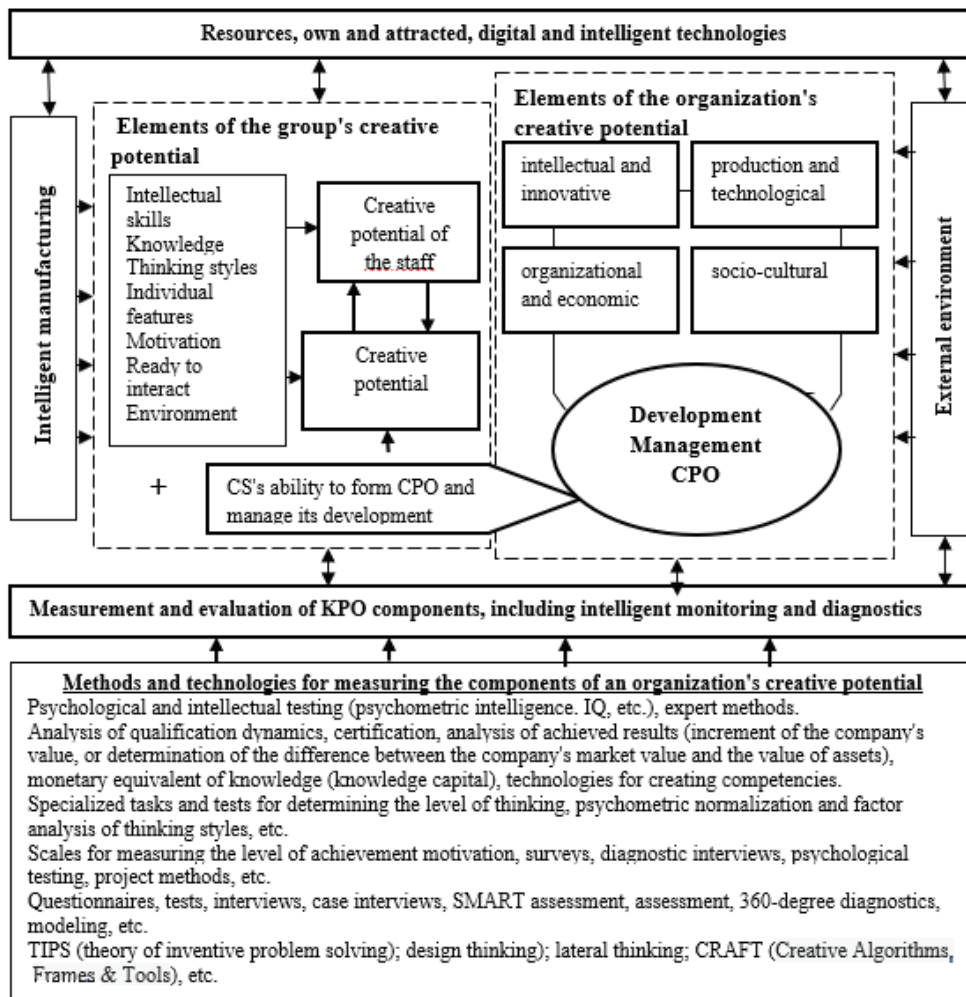 Resources, own and attracted, digital and intelligent technologies
Intelligent manufacturing
Elements of the group's creative
potential
Intellectual
skills
Knowledge
Thinking styles
Individual
features
Motivation
Ready to
interact
Environment
Creative
potential of
the staff
Creative
potential
+
CS's ability to form CPO and
manage its development
Elements of the organization's
creative potential
intellectual and
innovative
production and
technological
organizational
and economic
socio-cultural
Development
Management
CPO
External environment
Measurement and evaluation of KPO components, including intelligent monitoring and diagnostics
Methods and technologies for measuring the components of an organization's creative potential
Psychological and intellectual testing (psychometric intelligence. IQ, etc.), expert methods.
Analysis of qualification dynamics, certification, analysis of achieved results (increment of the company's
value, or determination of the difference between the company's market value and the value of assets),
monetary equivalent of knowledge (knowledge capital), technologies for creating competencies.
Specialized tasks and tests for determining the level of thinking, psychometric normalization and factor
analysis of thinking styles, etc.
Scales for measuring the level of achievement motivation, surveys, diagnostic interviews, psychological
testing, project methods, etc.
Questionnaires, tests, interviews, case interviews, SMART assessment, assessment, 360-degree diagnostics,
modeling, etc.
TIPS (theory of inventive problem solving); design thinking); lateral thinking; CRAFT (Creative Algorithms,
Frames & Tools), etc.